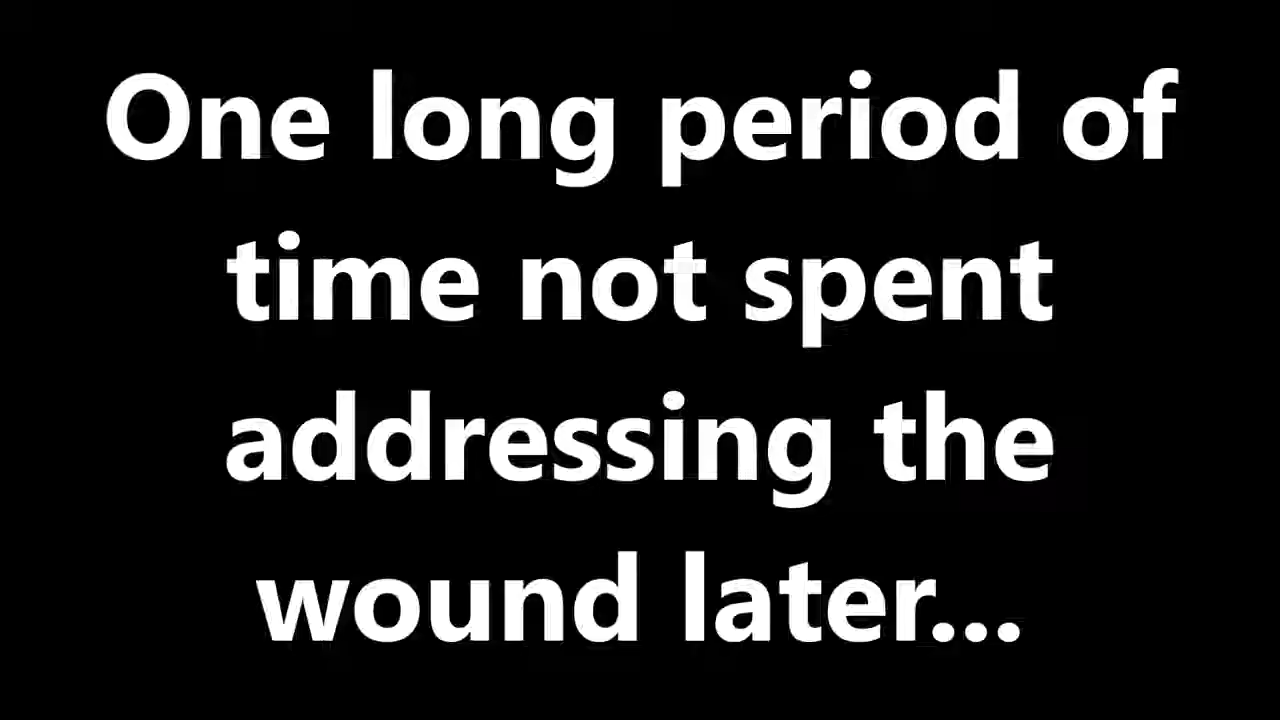 One long period of
time not spent
addressing the
wound later...